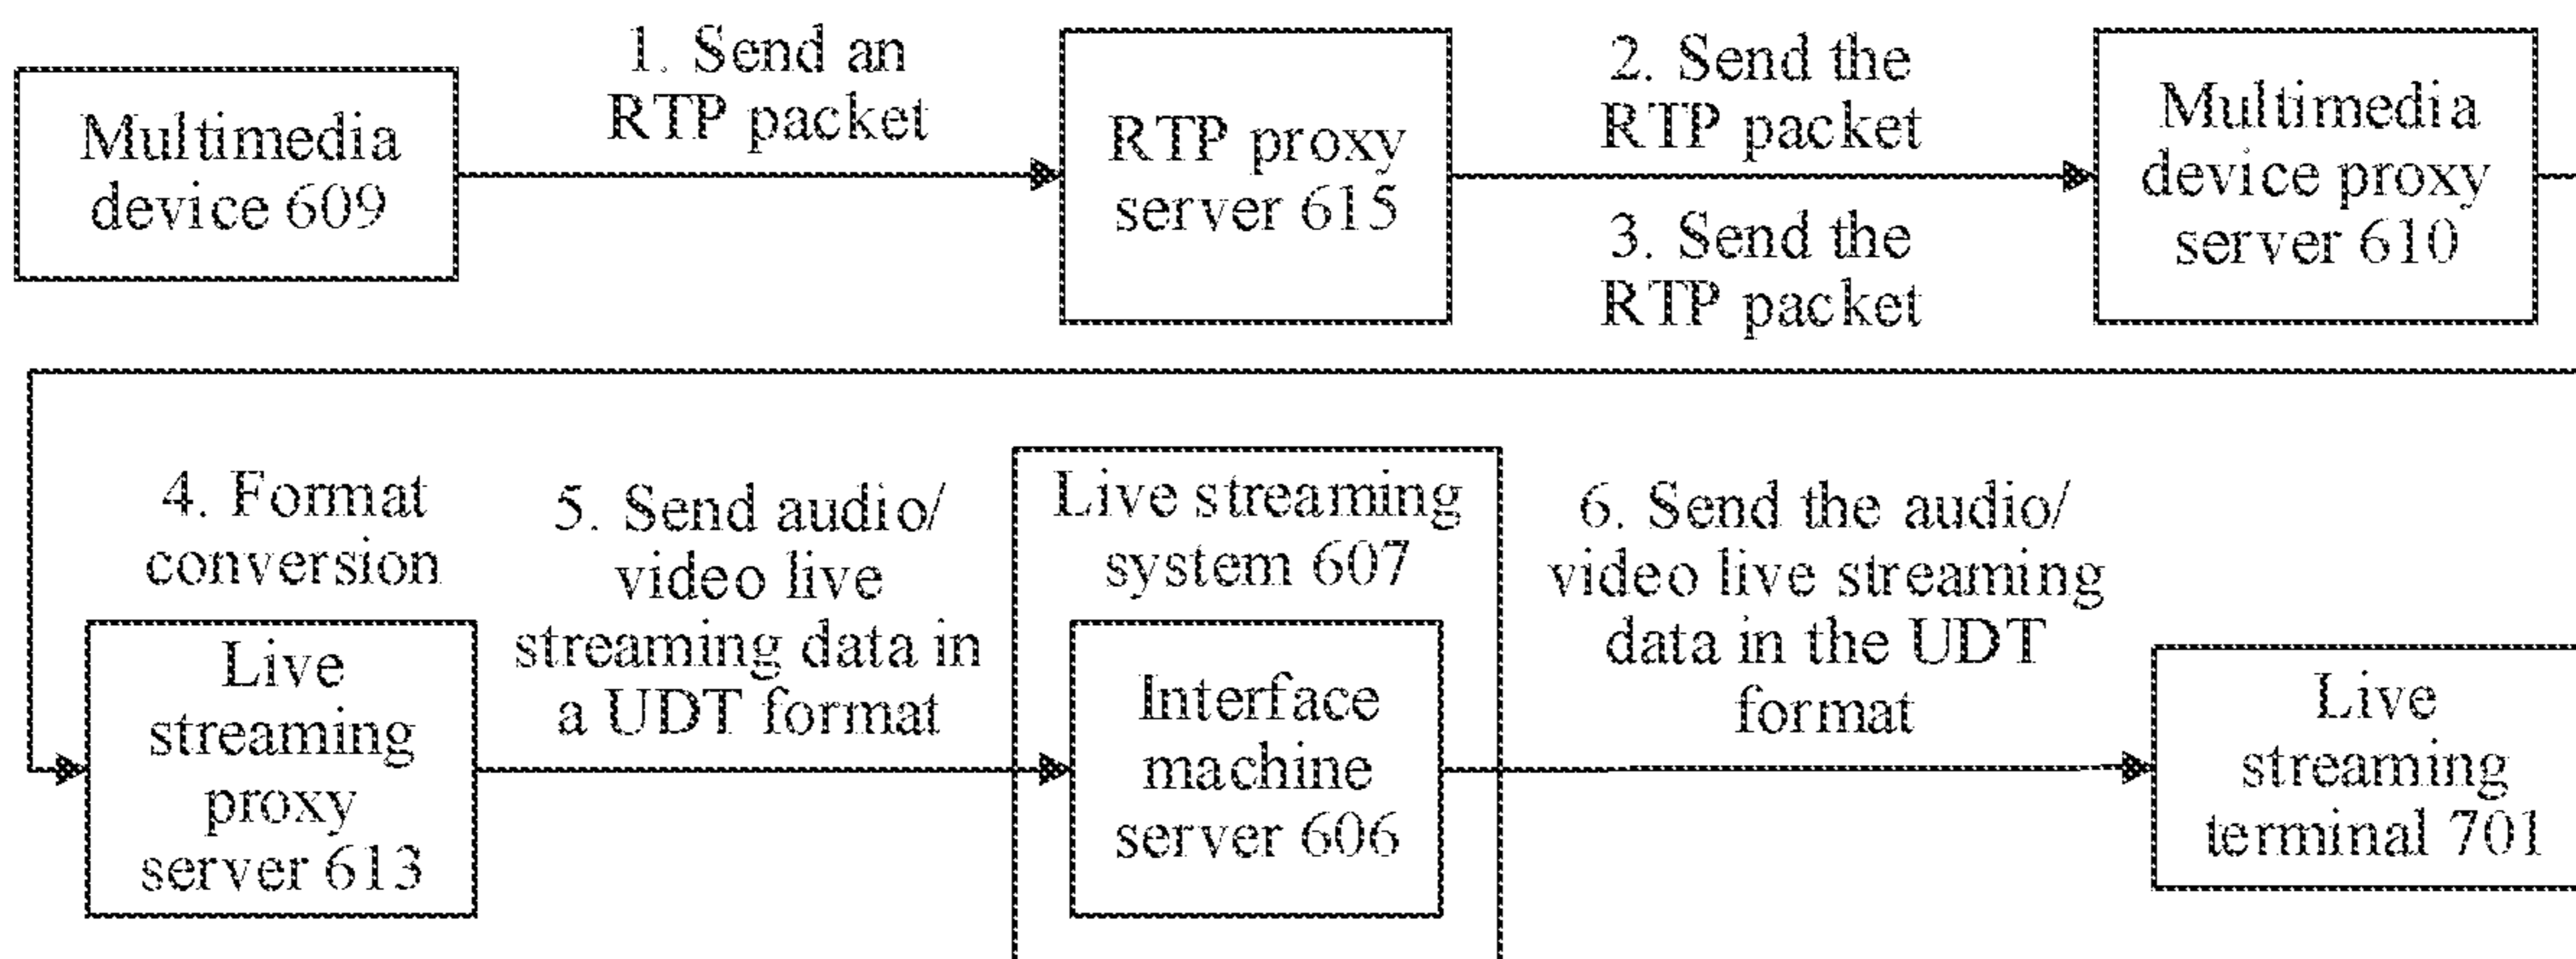 Multimedia
device 609
1. Send an
RTP packet
RTP proxy
server 615
2. Send the
RTP packet
3. Send the
RTP packet
Multimedia
device proxy
server 610
4. Format
conversion
Live
streaming
proxy
server 613
5. Send audio/
video live
streaming data in
a UDT format
Live streaming
system 607
Interface
machine
server 606
6. Send the audio/
video live streaming
data in the UDT
format
Live
streaming
terminal 701